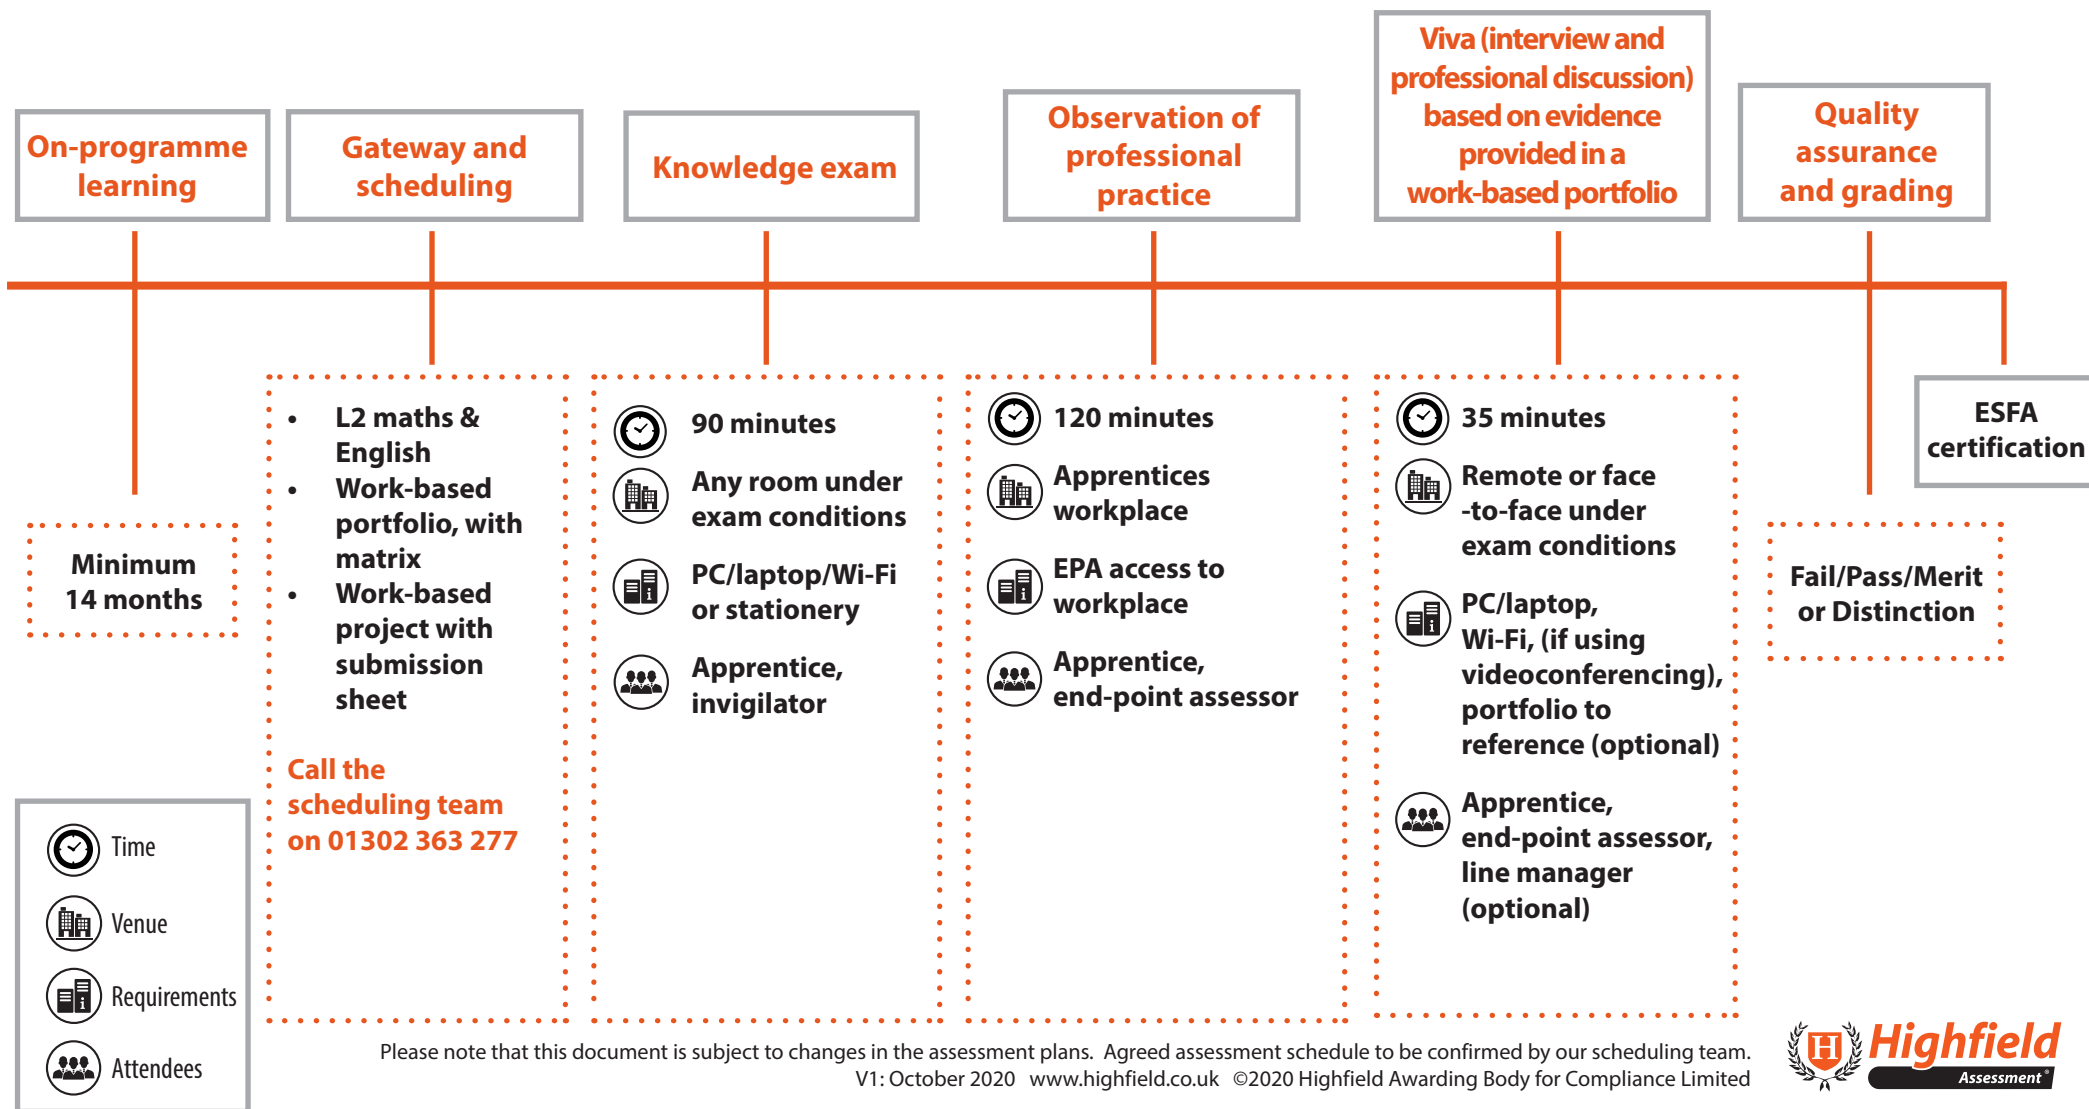 On-programme
learning
Gateway and
scheduling
Knowledge exam
Observation of
professional
practice
Viva (interview and
professional discussion)
based on evidence
provided in a
work-based portfolio
Quality
assurance
and grading
Minimum
14 months
• L2 maths &
English
• Work-based
portfolio, with
matrix
• Work-based
project with
submission
sheet
Call the
scheduling team
on 01302 363 277
90 minutes
Any room under
exam conditions
PC/laptop/Wi-Fi
or stationery
Apprentice,
invigilator
120 minutes
Apprentices
workplace
EPA access to
workplace
Apprentice,
end-point assessor
35 minutes
Remote or face
-to-face under
exam conditions
PC/laptop,
Wi-Fi, (if using
videoconferencing),
portfolio to
reference (optional)
Apprentice,
end-point assessor,
line manager
(optional)
Fail/Pass/Merit
or Distinction
ESFA
certification
Time
Venue
Requirements
Attendees
Please note that this document is subject to changes in the assessment plans. Agreed assessment schedule to be confirmed by our scheduling team.
V1: October 2020 www.highfield.co.uk ©2020 Highfield Awarding Body for Compliance Limited
H
Highfield
Assessment®